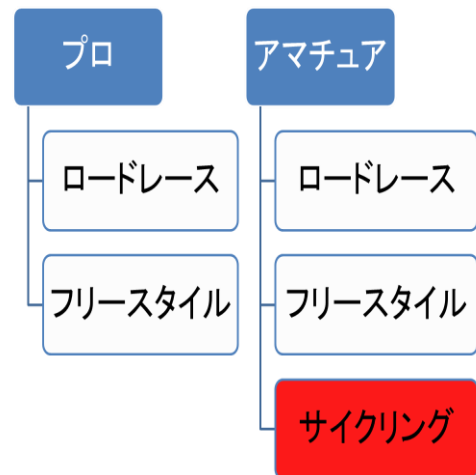 プロ
ロードレース
フリースタイル
アマチュア
ロードレース
フリースタイル
サイクリング